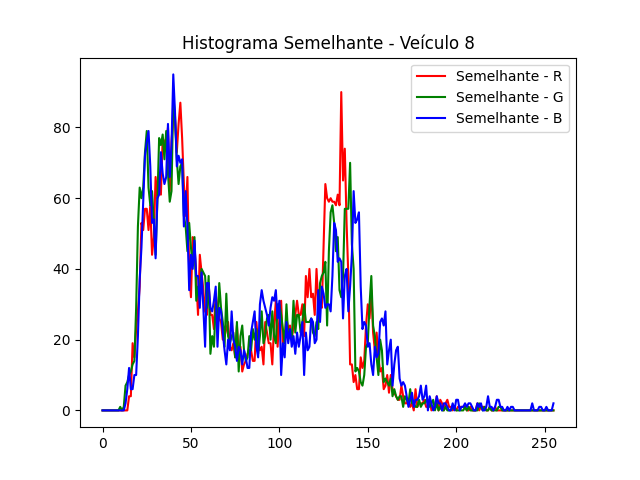 Histograma Semelhante - Veículo 8
Semelhante - R
Semelhante - G
Semelhante - B
80
60
40
20
0
0 50 100 150 200 250